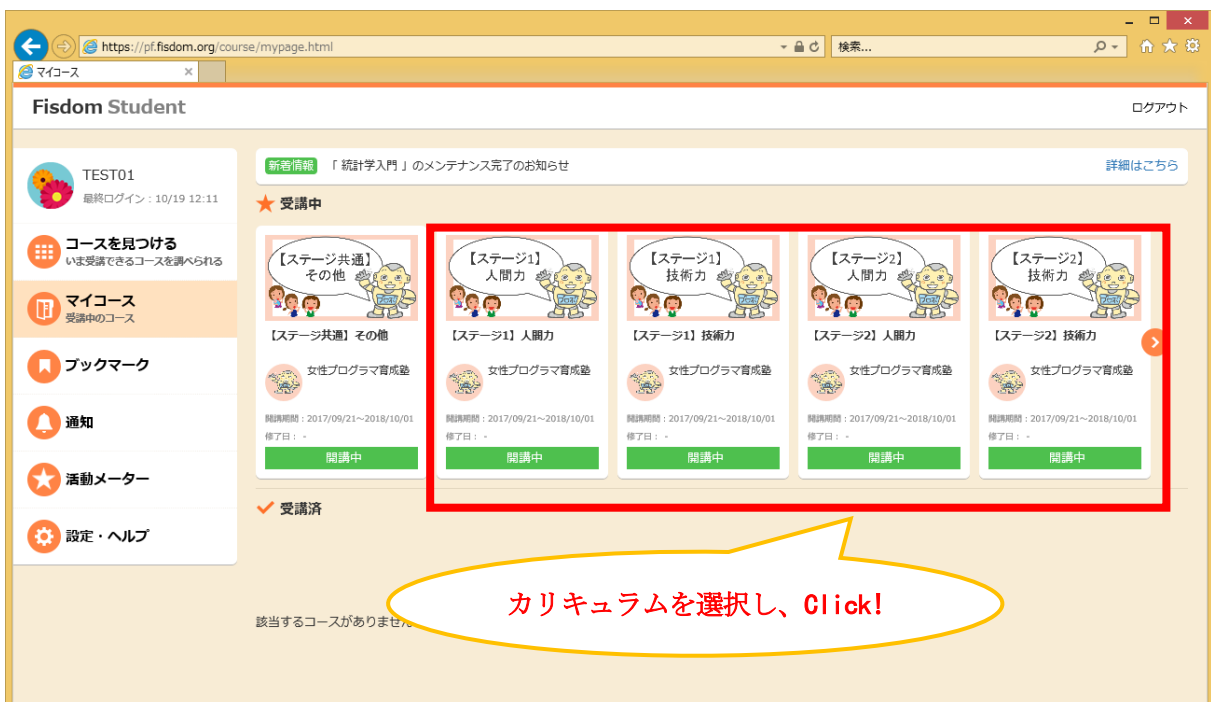 https://pf.fisdom.org/course/mypage.html
検索...
マイコース
Fisdom Student
ログアウト
TEST01
最終ログイン : 10/19 12:11
コースを見つける
いま受講できるコースを調べられる
マイコース
受講中のコース
ブックマーク
通知
活動メーター
設定・ヘルプ
新着情報 「 統計学入門 」のメンテナンス完了のお知らせ 詳細はこちら
受講中
【ステージ共通】
その他
【ステージ共通】その他
女性プログラマ育成塾
開講期間 : 2017/09/21～2018/10/01
修了日 : -
開講中
【ステージ1】
人間力
【ステージ1】人間力
女性プログラマ育成塾
開講期間 : 2017/09/21～2018/10/01
修了日 : -
開講中
【ステージ1】
技術力
【ステージ1】技術力
女性プログラマ育成塾
開講期間 : 2017/09/21～2018/10/01
修了日 : -
開講中
【ステージ2】
人間力
【ステージ2】人間力
女性プログラマ育成塾
開講期間 : 2017/09/21～2018/10/01
修了日 : -
開講中
【ステージ2】
技術力
【ステージ2】技術力
女性プログラマ育成塾
開講期間 : 2017/09/21～2018/10/01
修了日 : -
開講中
受講済
カリキュラムを選択し、Click!
該当するコースがありません